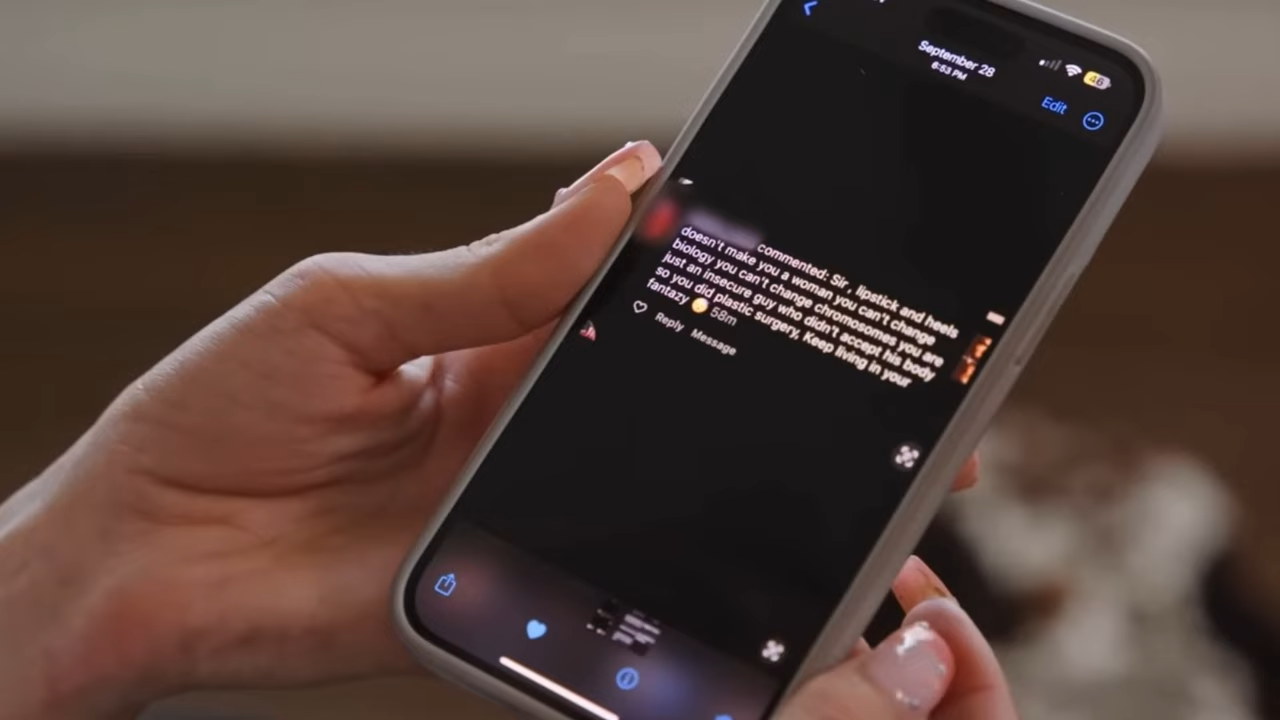 September 28
6:53 PM
46
Edit
commented: Sir , lipstick and heels
doesn't make you a woman you can't change
biology you can't change chromosomes you are
just an insecure guy who didn't accept his body
so you did plastic surgery, Keep living in your
fantazy 58m
Reply Message